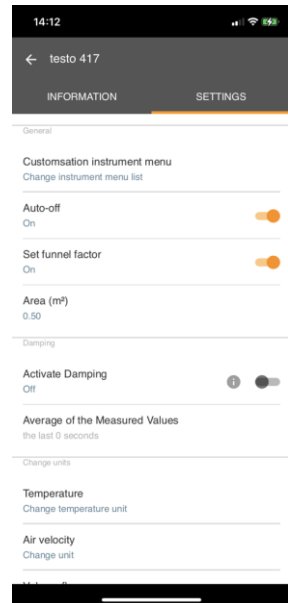 14:12
testo 417
INFORMATION
SETTINGS
General
Customsation instrument menu
Change instrument menu list
Auto-off
On
Set funnel factor
On
Area (m²)
0.50
Damping
Activate Damping
Off
Average of the Measured Values
the last 0 seconds
Change units
Temperature
Change temperature unit
Air velocity
Change unit